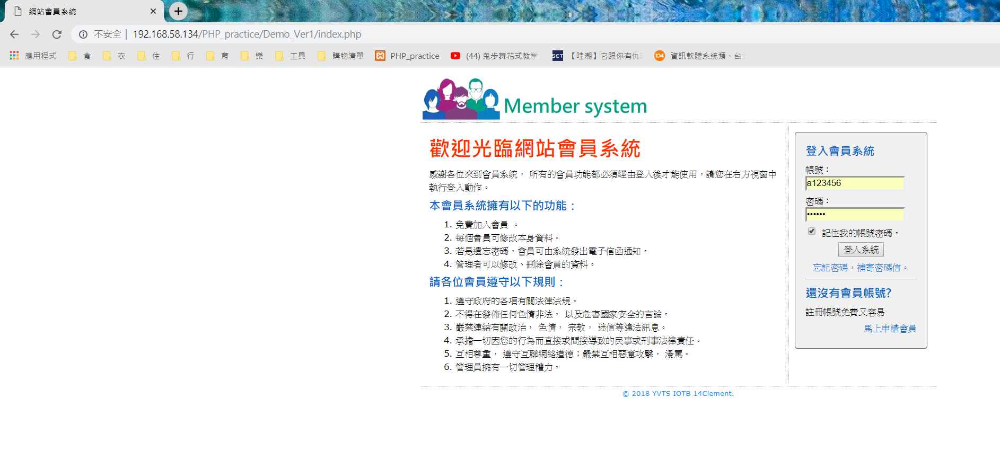 網站會員系統
不安全 | 192.168.58.134/PHP_practice/Demo_Ver1/index.php
應用程式 食 衣 住 行 育 樂 工具 購物清單 PHP_practice (44) 鬼步舞花式教学 SET 【哇潮】它跟你有仇 104 資訊軟體系統類、台
Member system
歡迎光臨網站會員系統
感謝各位來到會員系統, 所有的會員功能都必須經由登入後才能使用,請您在右方視窗中
執行登入動作。
本會員系統擁有以下的功能:
1. 免費加入會員 。
2. 每個會員可修改本身資料。
3. 若是遺忘密碼,會員可由系統發出電子信函通知。
4. 管理者可以修改、刪除會員的資料。
請各位會員遵守以下規則:
1. 遵守政府的各項有關法律法規。
2. 不得在發佈任何色情非法, 以及危害國家安全的言論。
3. 嚴禁連結有關政治, 色情, 宗教, 迷信等違法訊息。
4. 承擔一切因您的行為而直接或間接導致的民事或刑事法律責任。
5. 互相尊重, 遵守互聯網絡道德;嚴禁互相惡意攻擊, 漫罵。
6. 管理員擁有一切管理權力。
登入會員系統
帳號:
a123456
密碼:
••••••
記住我的帳號密碼。
登入系統
忘記密碼,補寄密碼信。
還沒有會員帳號?
註冊帳號免費又容易
馬上申請會員
© 2018 YVTS IOTB 14Clement.